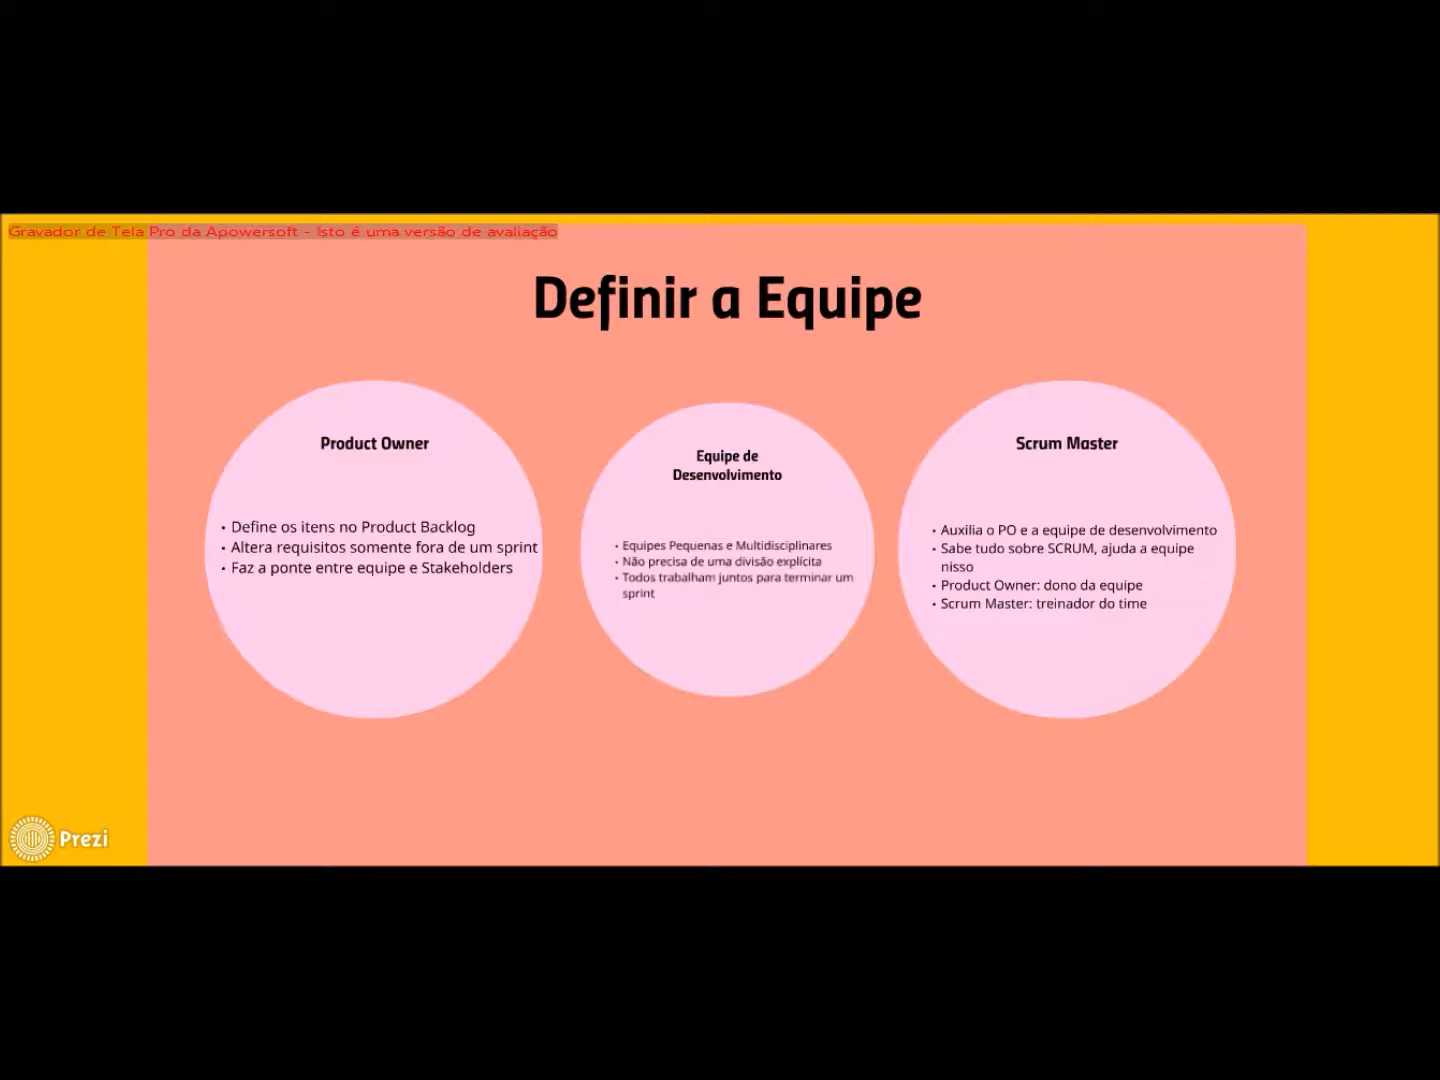 Gravador de Tela Pro da Apowersoft - Isto é uma versão de avaliação
Definir a Equipe
Product Owner
• Define os itens no Product Backlog
• Altera requisitos somente fora de um sprint
• Faz a ponte entre equipe e Stakeholders
Equipe de
Desenvolvimento
• Equipes Pequenas e Multidisciplinares
• Não precisa de uma divisão explícita
• Todos trabalham juntos para terminar um
sprint
Scrum Master
• Auxilia o PO e a equipe de desenvolvimento
• Sabe tudo sobre SCRUM, ajuda a equipe
nisso
• Product Owner: dono da equipe
• Scrum Master: treinador do time
Prezi